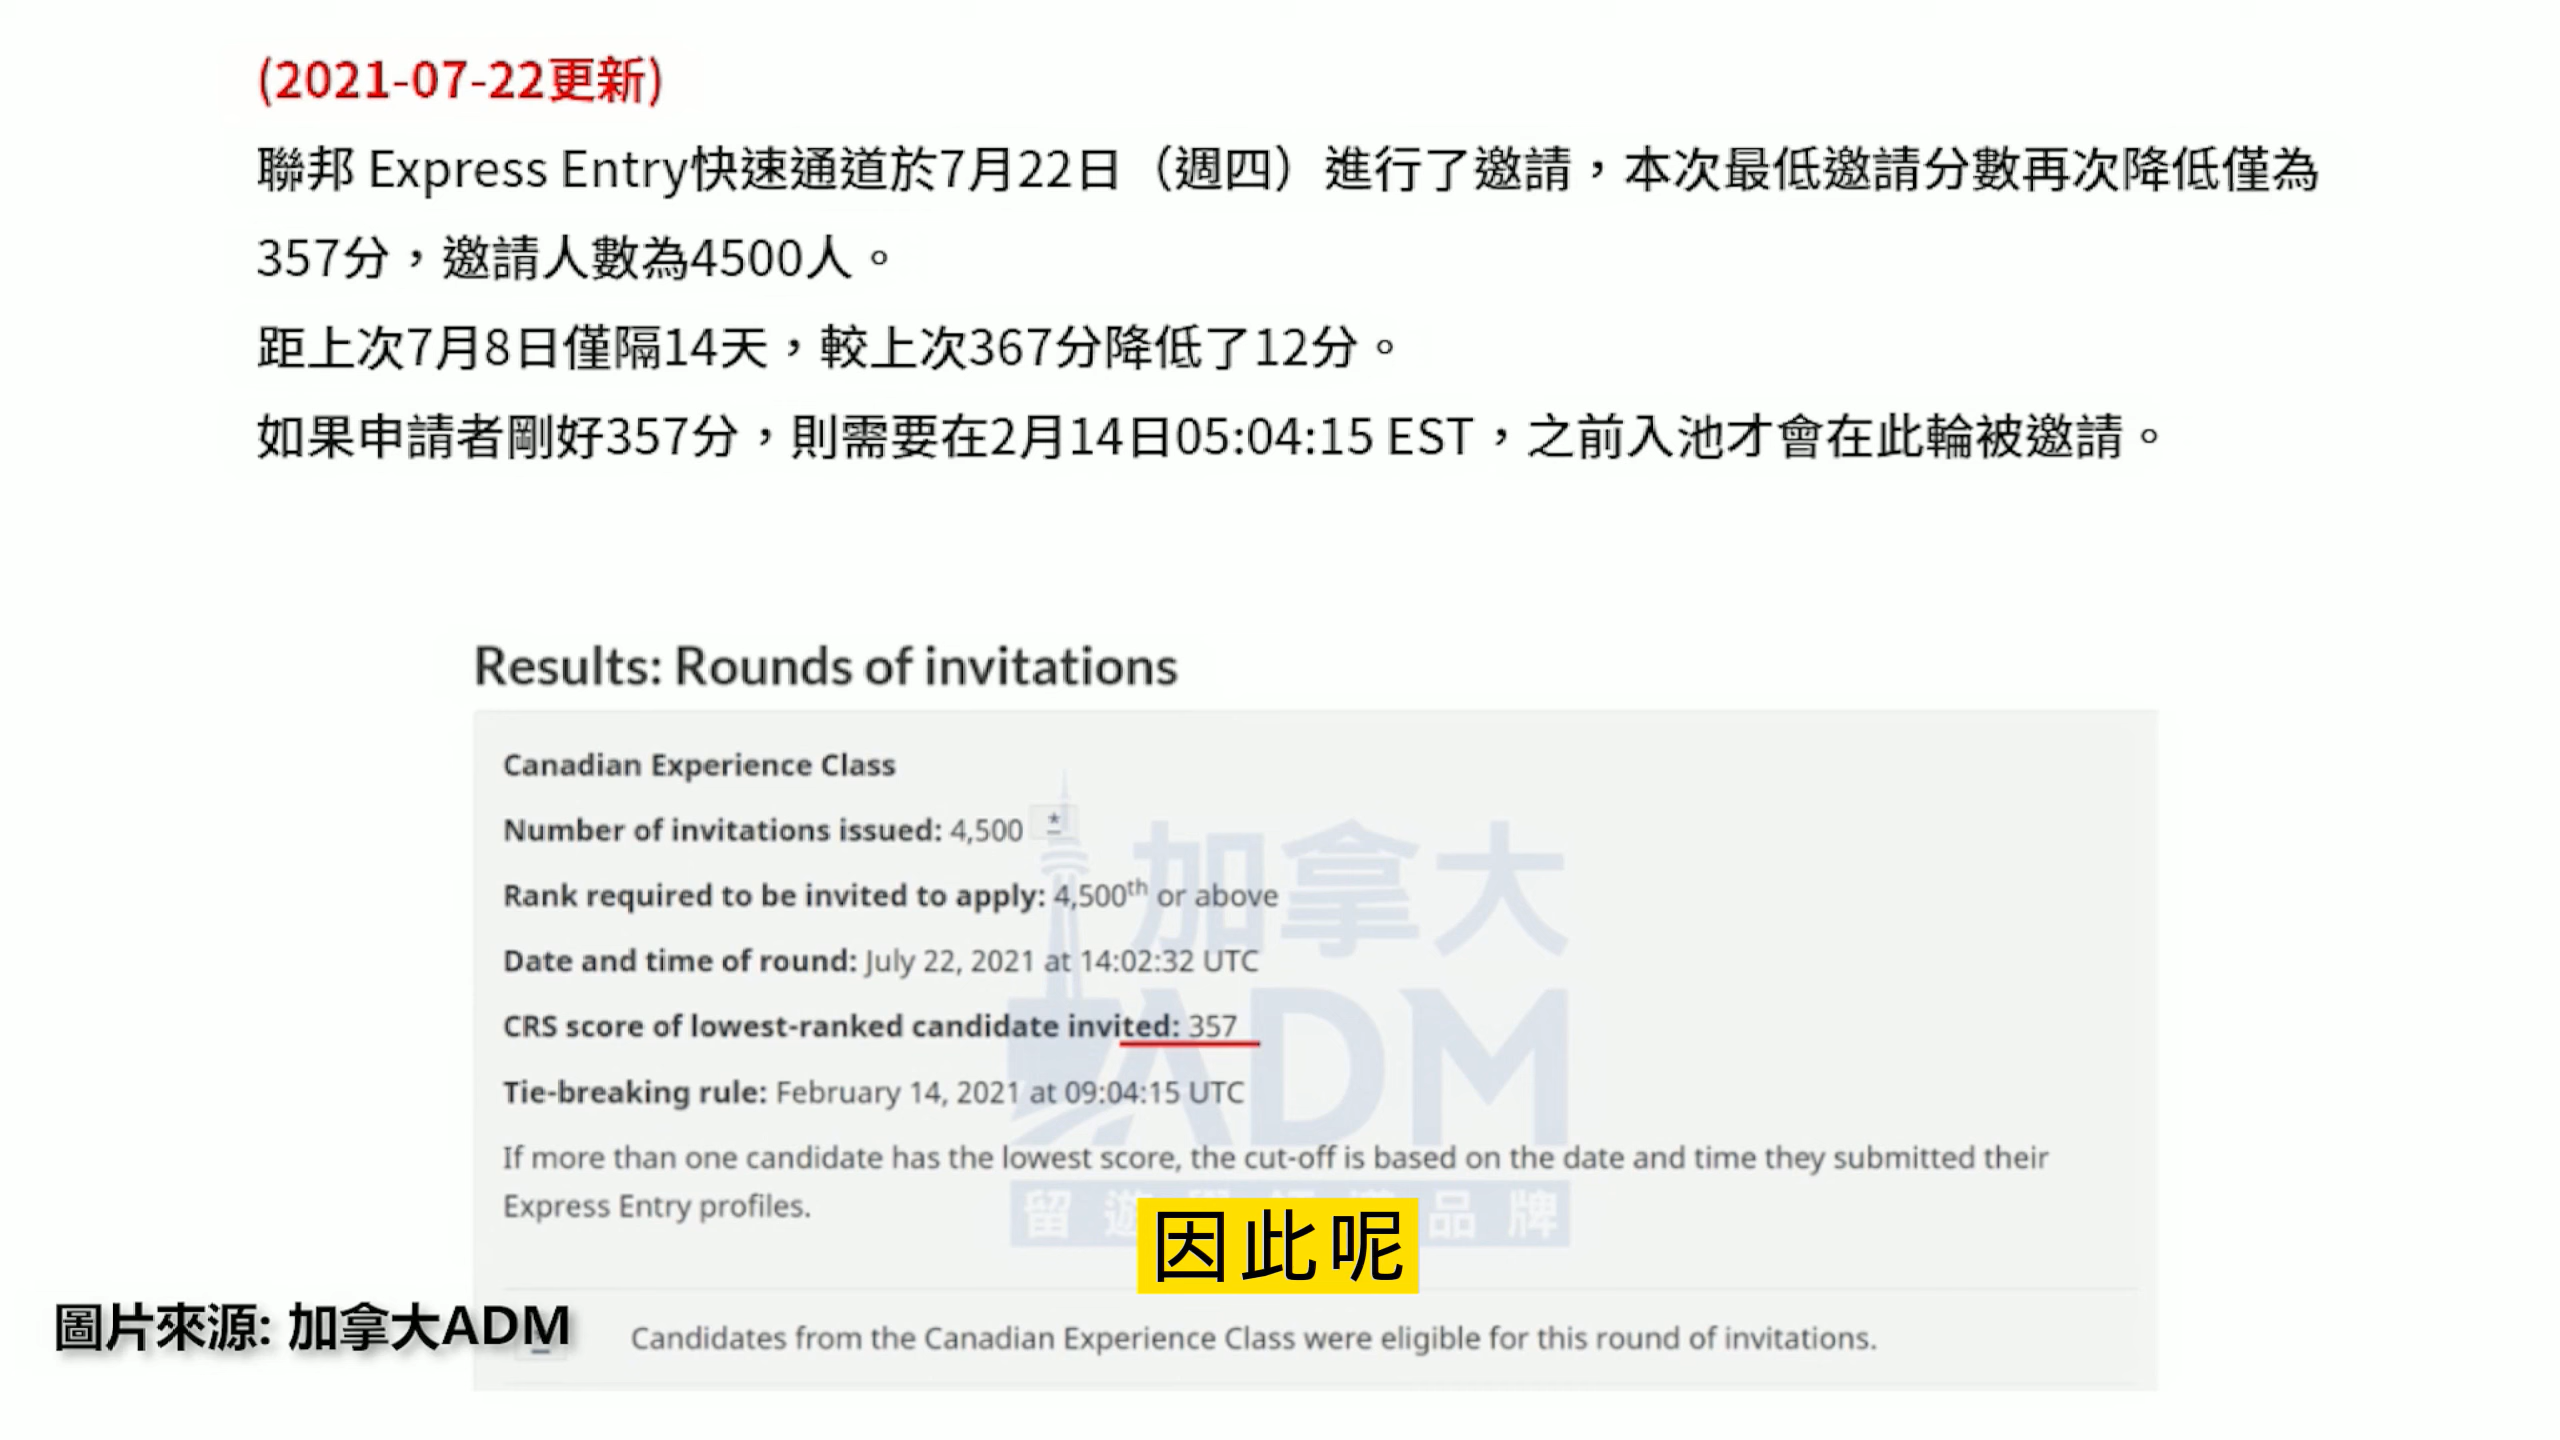 (2021-07-22更新)
聯邦 Express Entry快速通道於7月22日（週四）進行了邀請，本次最低邀請分數再次降低僅為
357分，邀請人數為4500人。
距上次7月8日僅隔14天，較上次367分降低了12分。
如果申請者剛好357分，則需要在2月14日05:04:15 EST，之前入池才會在此輪被邀請。
Results: Rounds of invitations
Canadian Experience Class
Number of invitations issued: 4,500 *
Rank required to be invited to apply: 4,500th or above
Date and time of round: July 22, 2021 at 14:02:32 UTC
CRS score of lowest-ranked candidate invited: 357
Tie-breaking rule: February 14, 2021 at 09:04:15 UTC
If more than one candidate has the lowest score, the cut-off is based on the date and time they submitted their
Express Entry profiles.
加拿大
ADM
留遊 品牌
因此呢
圖片來源: 加拿大ADM
Candidates from the Canadian Experience Class were eligible for this round of invitations.